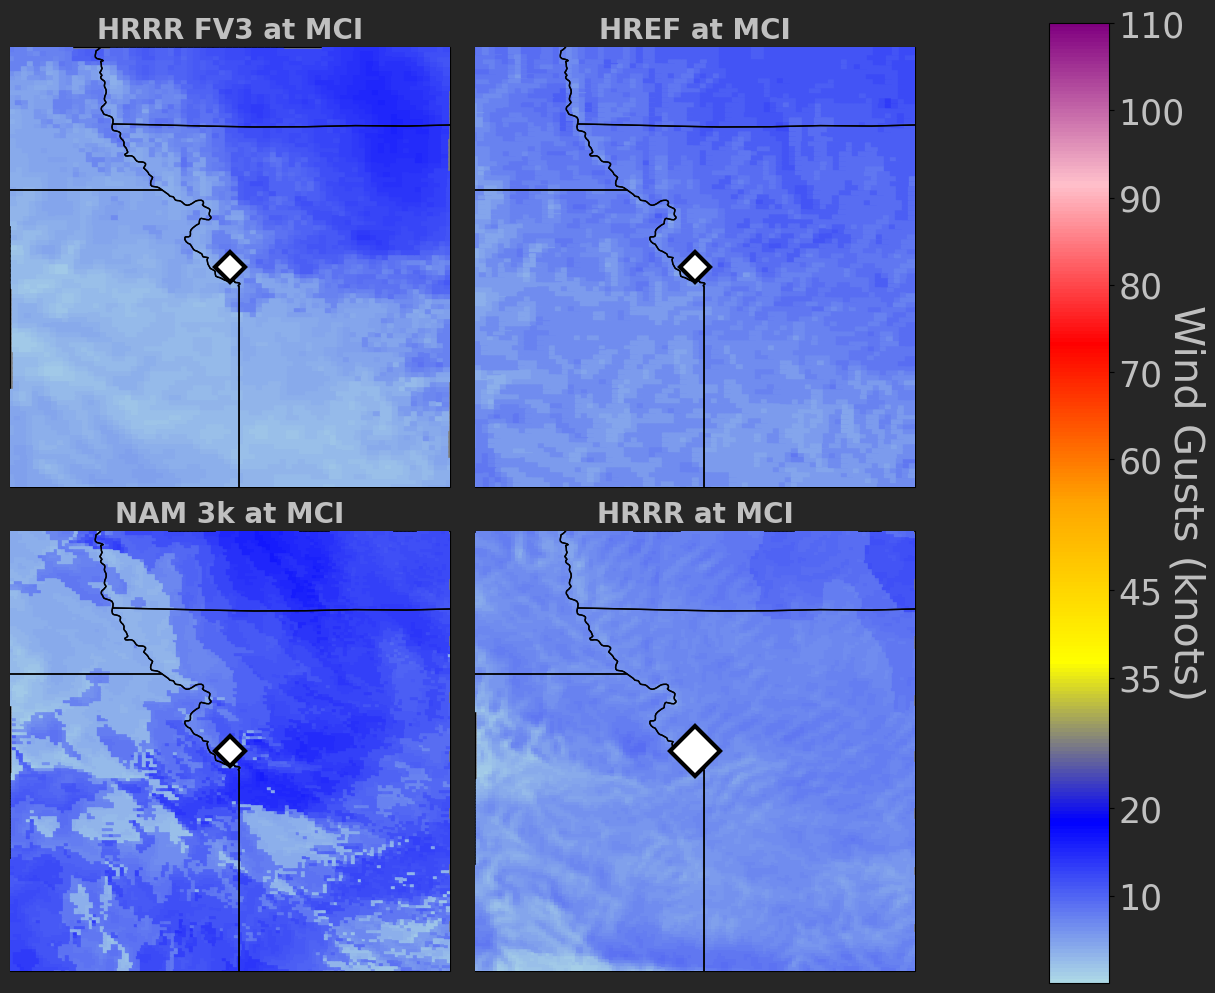 HRRR FV3 at MCI
HREF at MCI
NAM 3k at MCI
HRRR at MCI
110
100
90
80
70
60
45
35
20
10
Wind Gusts (knots)